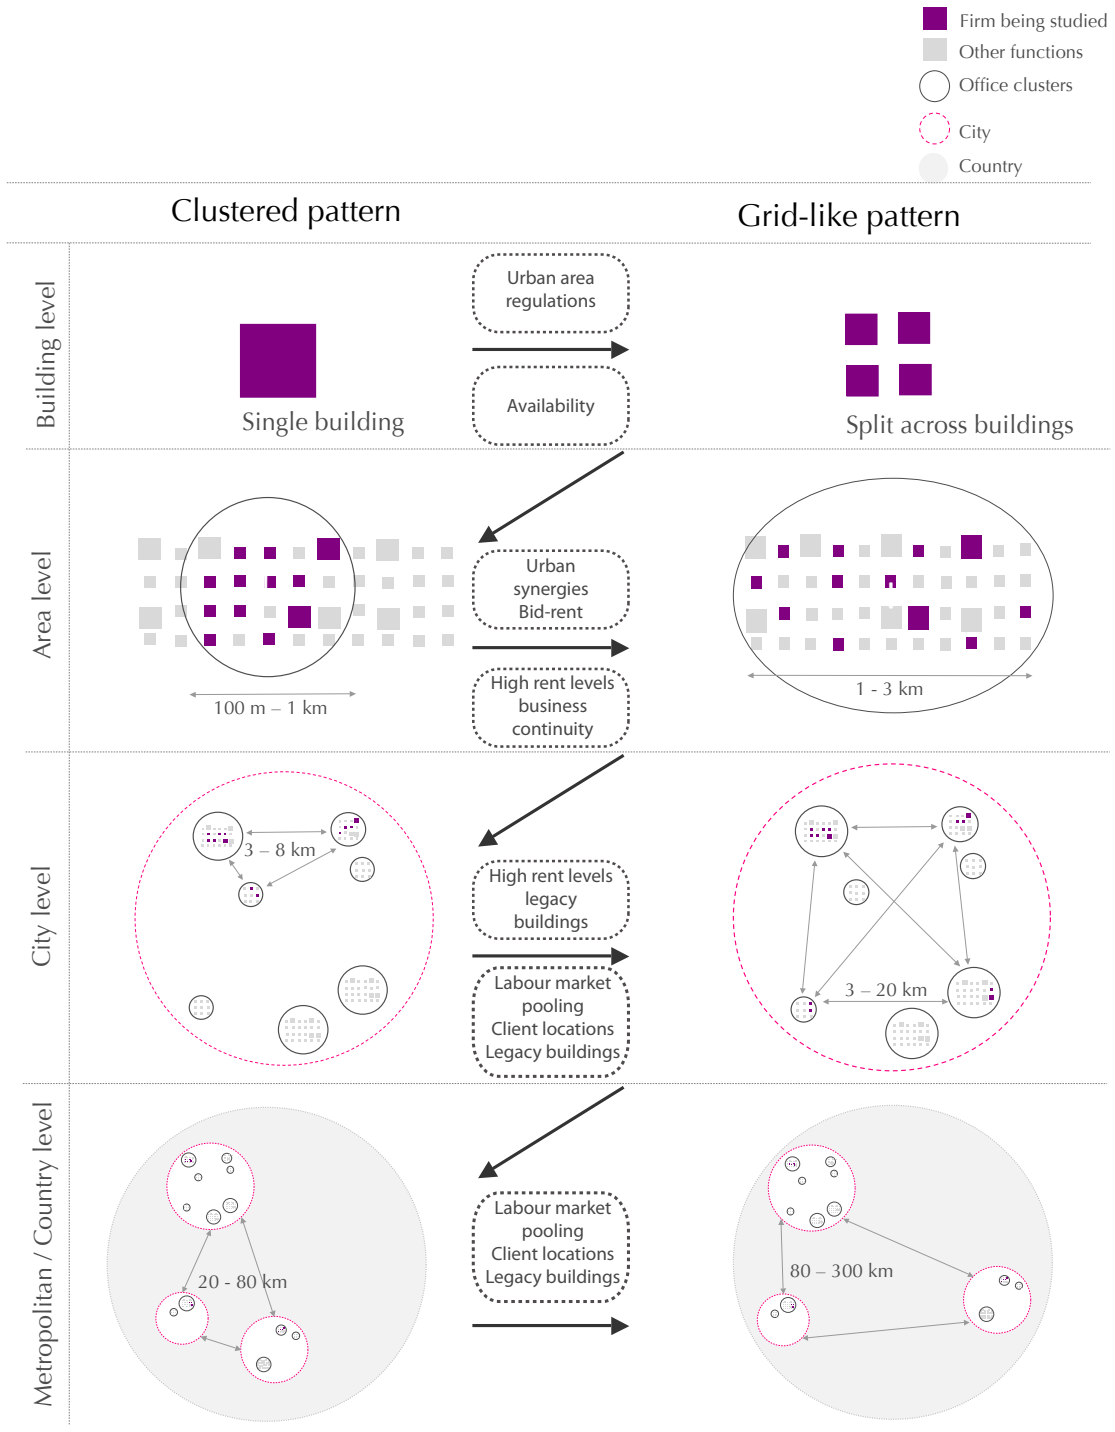 Firm being studied
Other functions
Office clusters
City
Country
Clustered pattern
Grid-like pattern
Building level
Urban area
regulations
Availability
Single building
Split across buildings
Area level
Urban
synergies
Bid-rent
High rent levels
business
continuity
100 m – 1 km
1 - 3 km
City level
3 – 8 km
High rent levels
legacy
buildings
Labour market
pooling
Client locations
Legacy buildings
3 – 20 km
Metropolitan / Country level
20 - 80 km
Labour market
pooling
Client locations
Legacy buildings
80 – 300 km